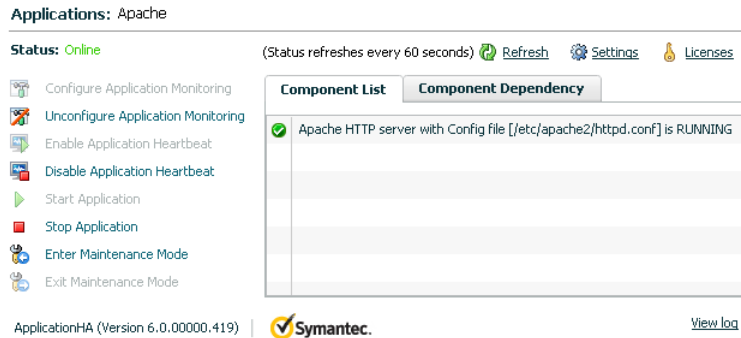 Applications: Apache
Status: Online
(Status refreshes every 60 seconds) Refresh Settings Licenses
Configure Application Monitoring
Unconfigure Application Monitoring
Enable Application Heartbeat
Disable Application Heartbeat
Start Application
Stop Application
Enter Maintenance Mode
Exit Maintenance Mode
Component List Component Dependency
Apache HTTP server with Config file [/etc/apache2/httpd.conf] is RUNNING
ApplicationHA (Version 6.0.00000.419) Symantec. View log